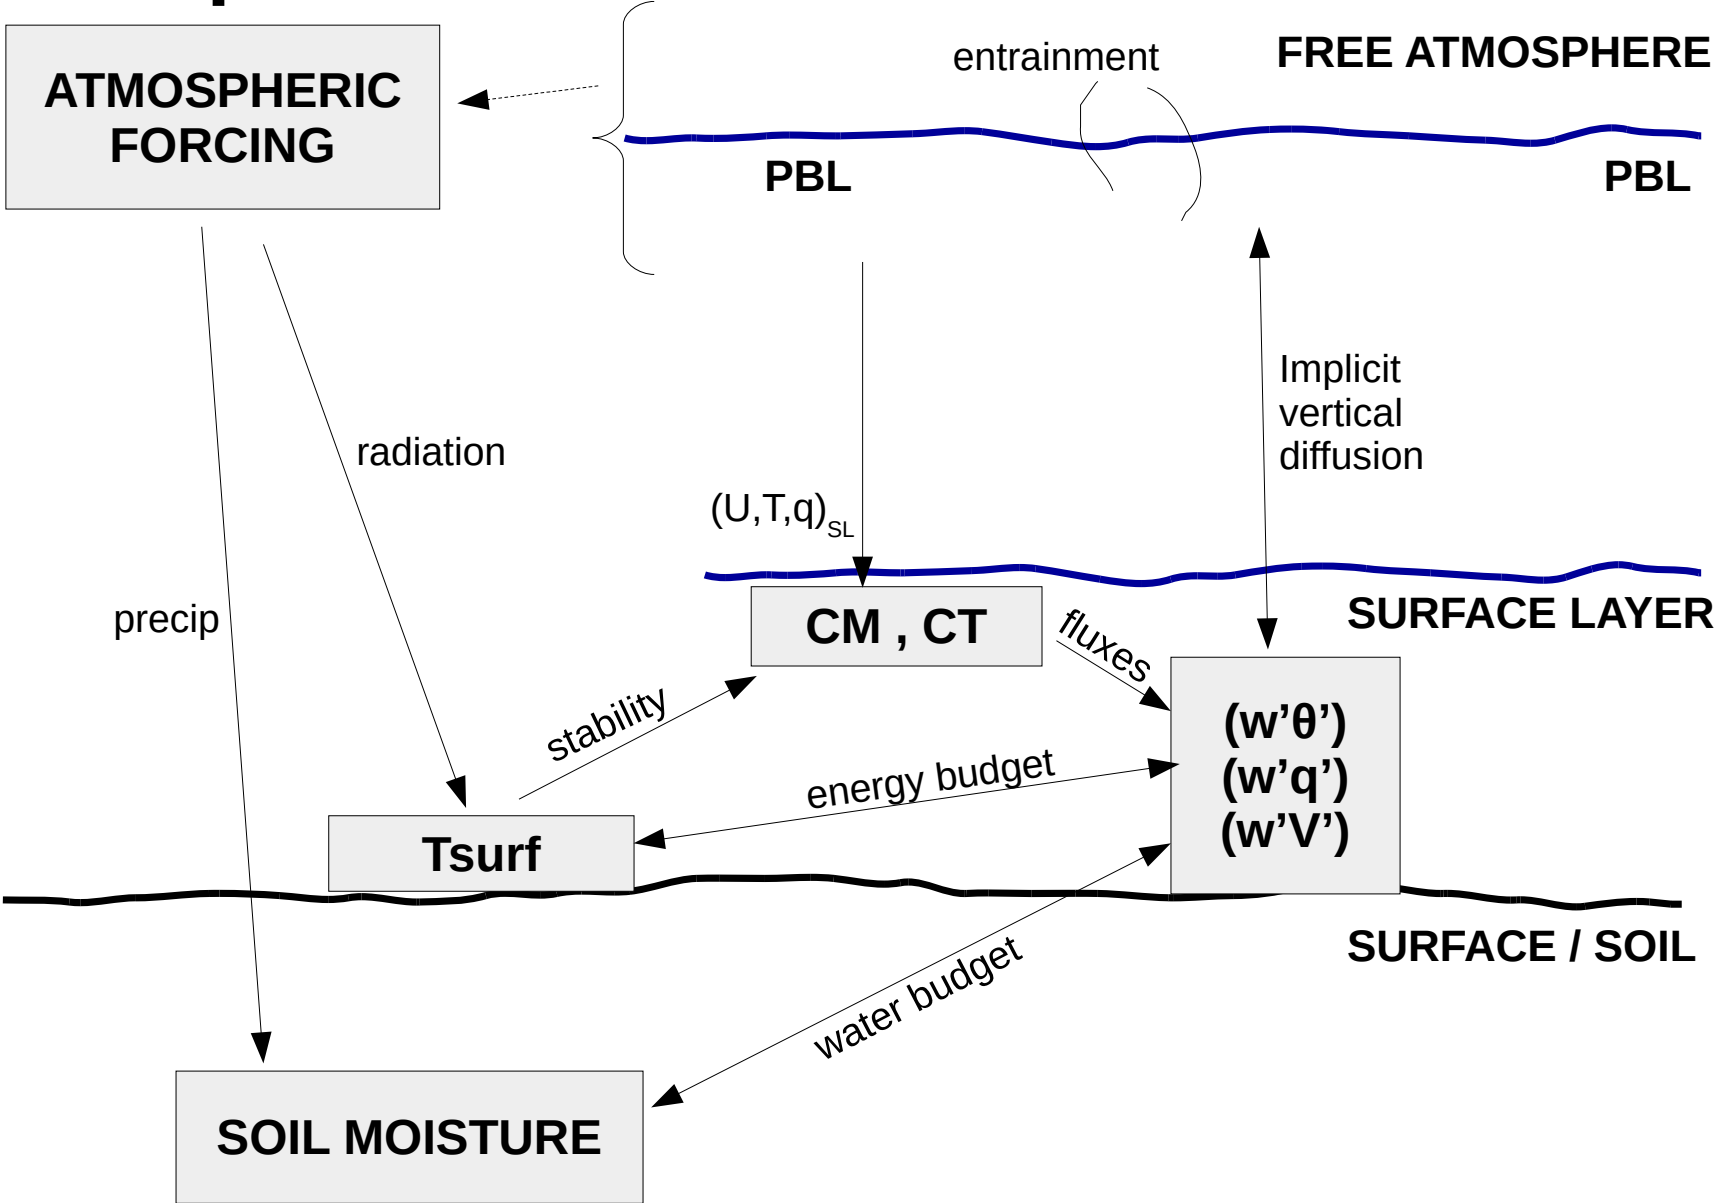 entrainment
FREE ATMOSPHERE
ATMOSPHERIC
FORCING
PBL
PBL
Implicit
vertical
diffusion
radiation
(U,T,q)SL
precip
CM , CT
fluxes
SURFACE LAYER
stability
(w’θ’)
(w’q’)
(w’V’)
energy budget
Tsurf
SURFACE / SOIL
water budget
SOIL MOISTURE